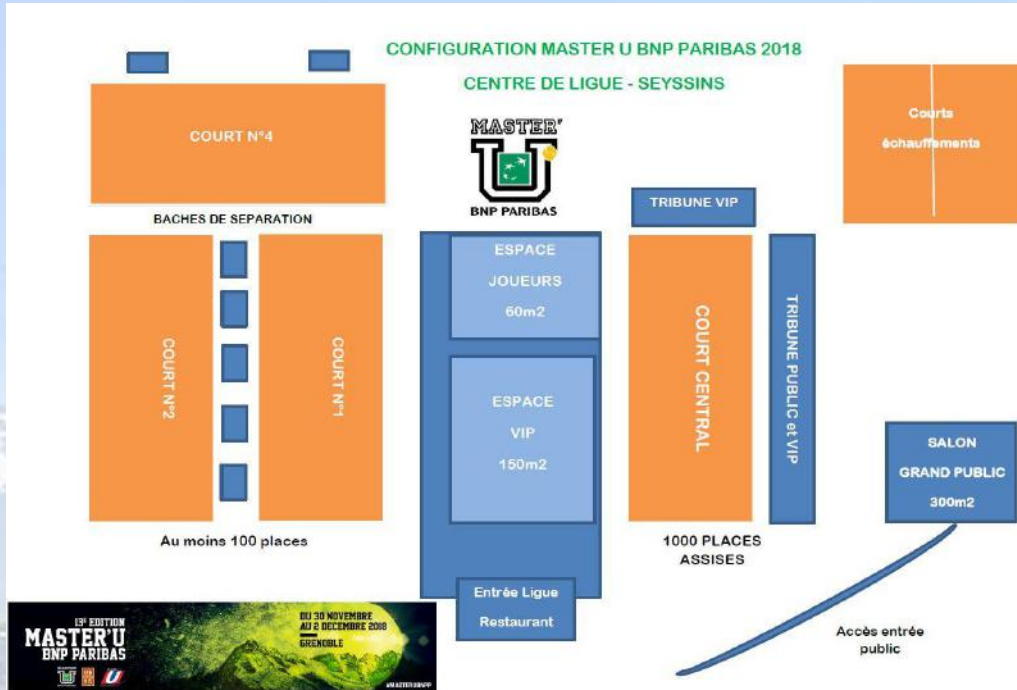 CONFIGURATION MASTER U BNP PARIBAS 2018
CENTRE DE LIGUE - SEYSSINS
MASTER'
U
BNP PARIBAS
COURT N°4
BACHES DE SEPARATION
COURT N°2
COURT N°1
Au moins 100 places
ESPACE
JOUEURS
60m2
ESPACE
VIP
150m2
Entrée Ligue
Restaurant
TRIBUNE VIP
COURT CENTRAL
TRIBUNE PUBLIC et VIP
1000 PLACES
ASSISES
Courts
échauffements
SALON
GRAND PUBLIC
300m2
Accès entrée
public
13E EDITION
MASTER'U
BNP PARIBAS
DU 30 NOVEMBRE
AU 2 DECEMBRE 2018
GRENOBLE
#MASTERUBNPP